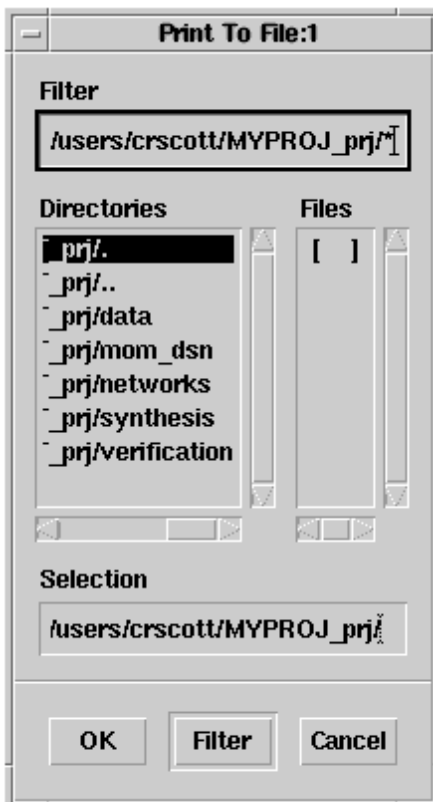 Print To File:1
Filter
/users/crscott/MYPROJ_prj/*
Directories
Files
_prj/.
[ ]
_prj/..
_prj/data
_prj/mom_dsn
_prj/networks
_prj/synthesis
_prj/verification
Selection
/users/crscott/MYPROJ_prj/
OK
Filter
Cancel